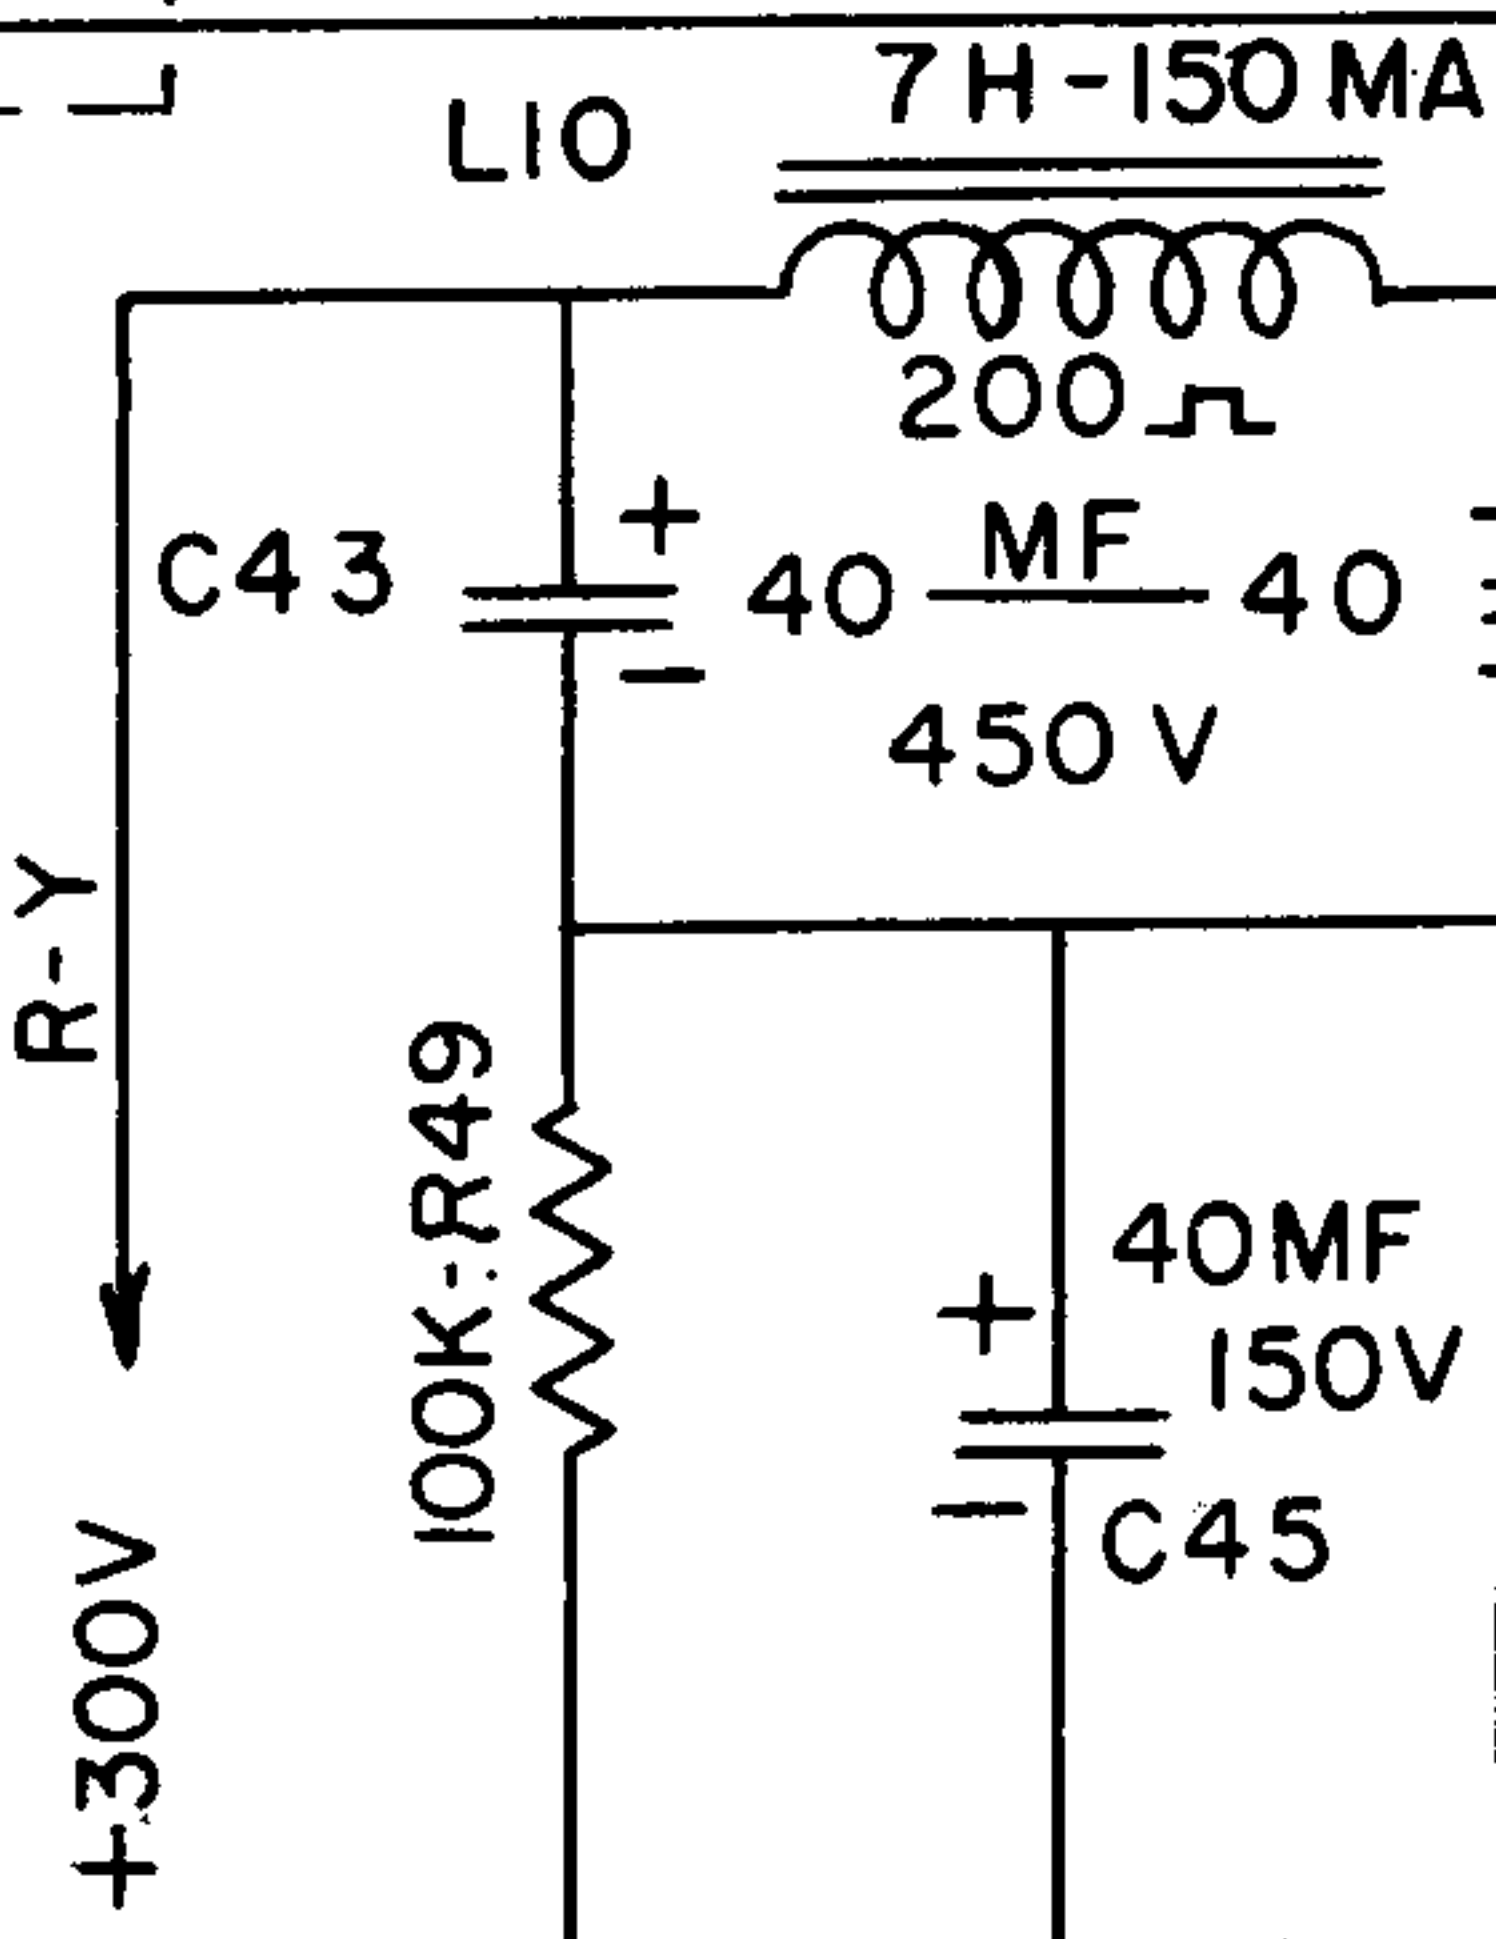 7H-150MA
L10
200Ω
+
C43
40 MF 40
-
450V
R-Y
100K-R49
40MF
+
150V
-
C45
+300V